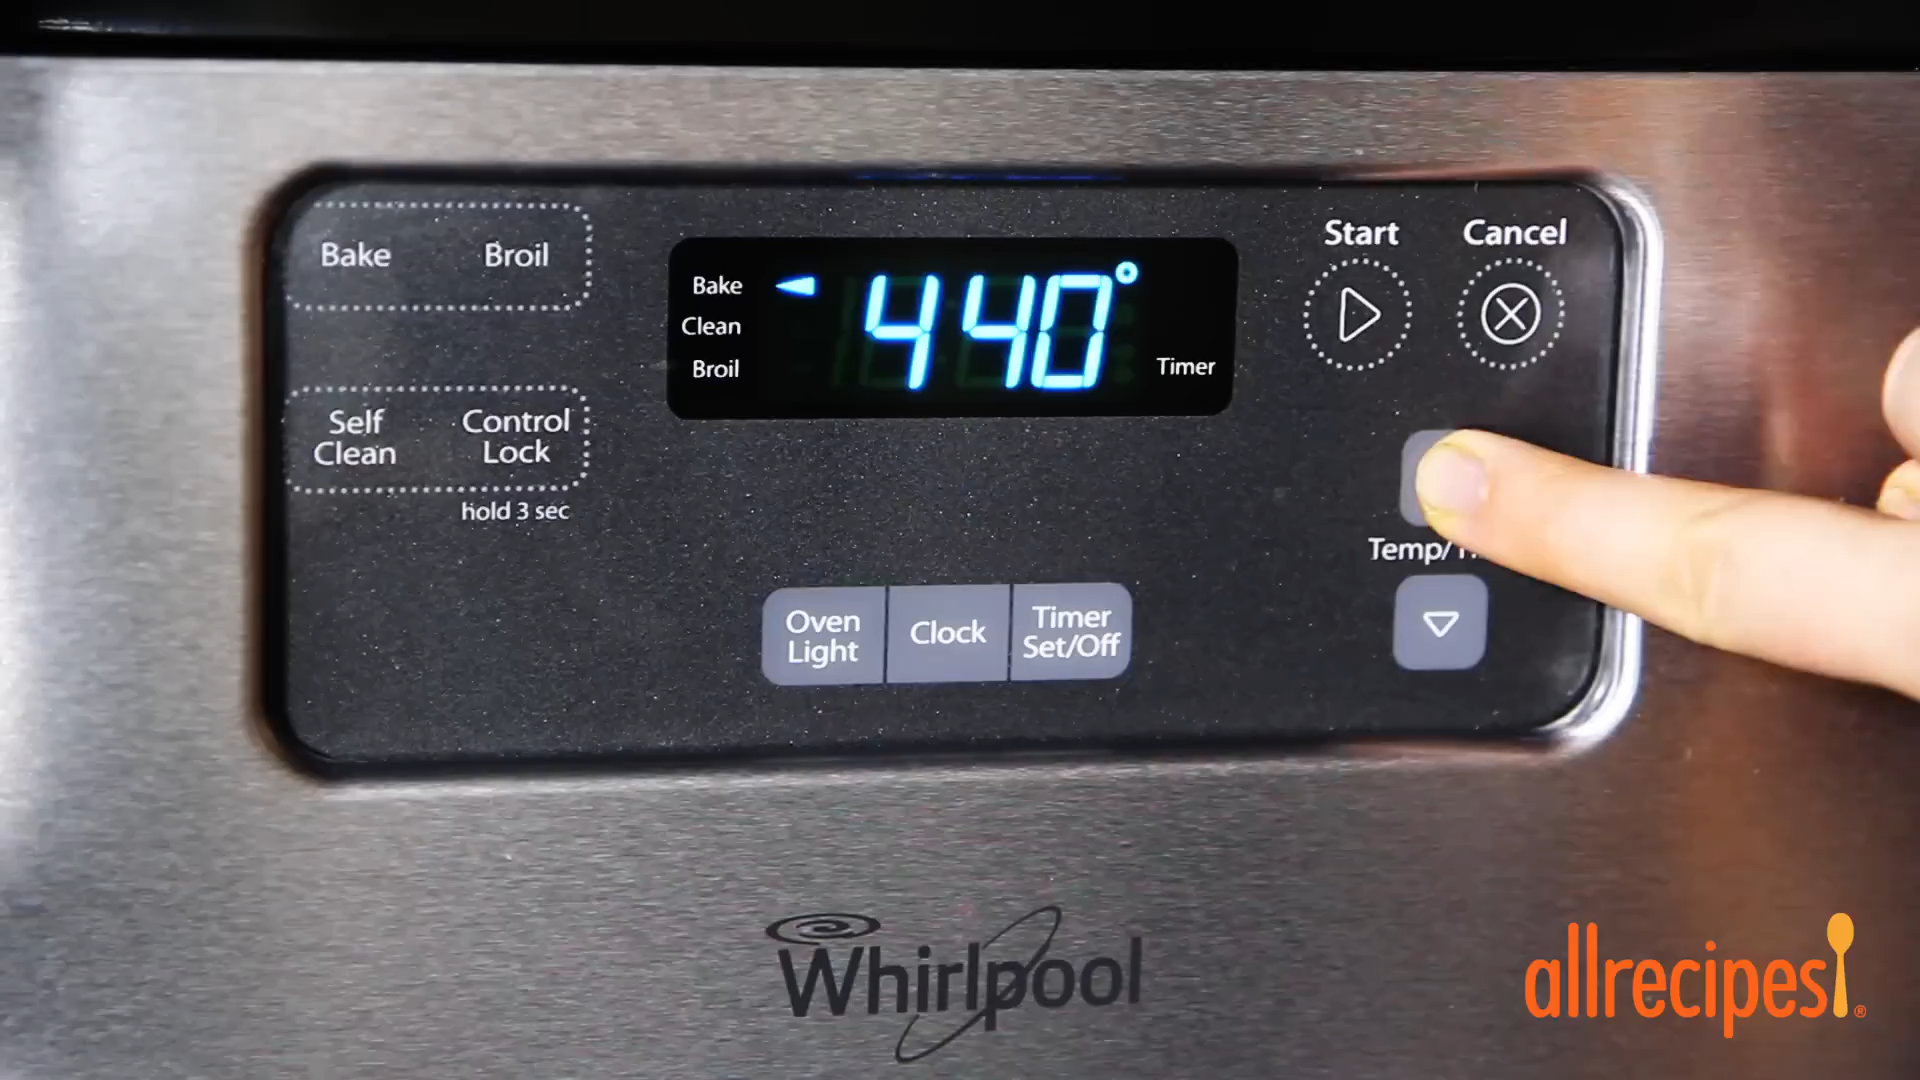 Bake Broil
Self Clean
Control Lock
hold 3 sec
Bake
Clean
Broil
440°
Timer
Start
Cancel
Temp/
Oven Light
Clock
Timer Set/Off
Whirlpool
allrecipes®